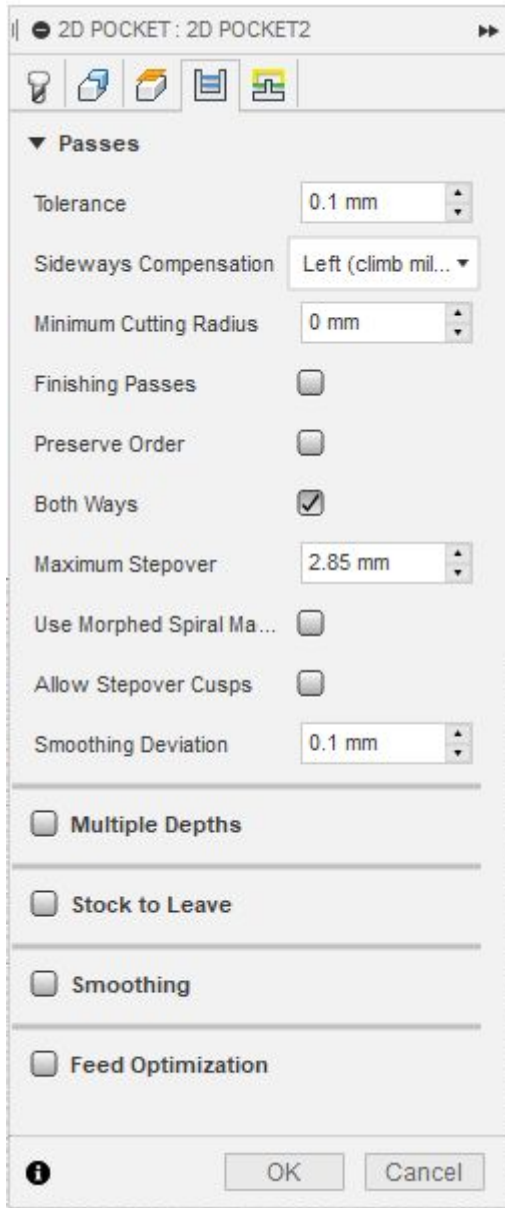 2D POCKET : 2D POCKET2
Passes
Tolerance 0.1 mm
Sideways Compensation Left (climb mil...
Minimum Cutting Radius 0 mm
Finishing Passes
Preserve Order
Both Ways
Maximum Stepover 2.85 mm
Use Morphed Spiral Ma...
Allow Stepover Cusps
Smoothing Deviation 0.1 mm
Multiple Depths
Stock to Leave
Smoothing
Feed Optimization
OK Cancel